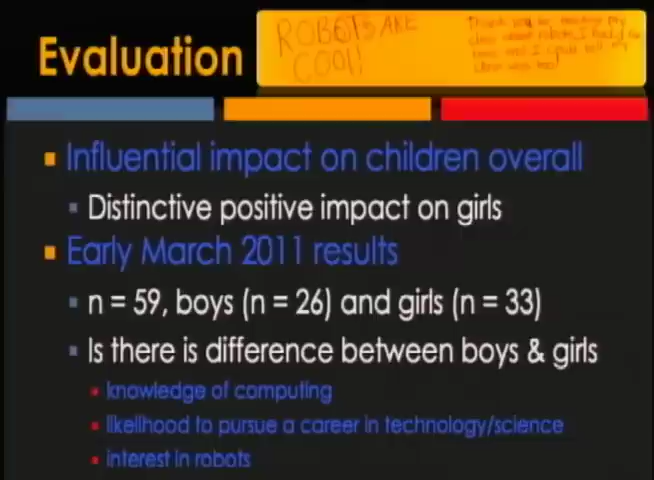 Evaluation
ROBOTS ARE
COOL!
Influential impact on children overall
Distinctive positive impact on girls
Early March 2011 results
n = 59, boys (n = 26) and girls (n = 33)
Is there is difference between boys & girls
knowledge of computing
likelihood to pursue a career in technology/science
interest in robots